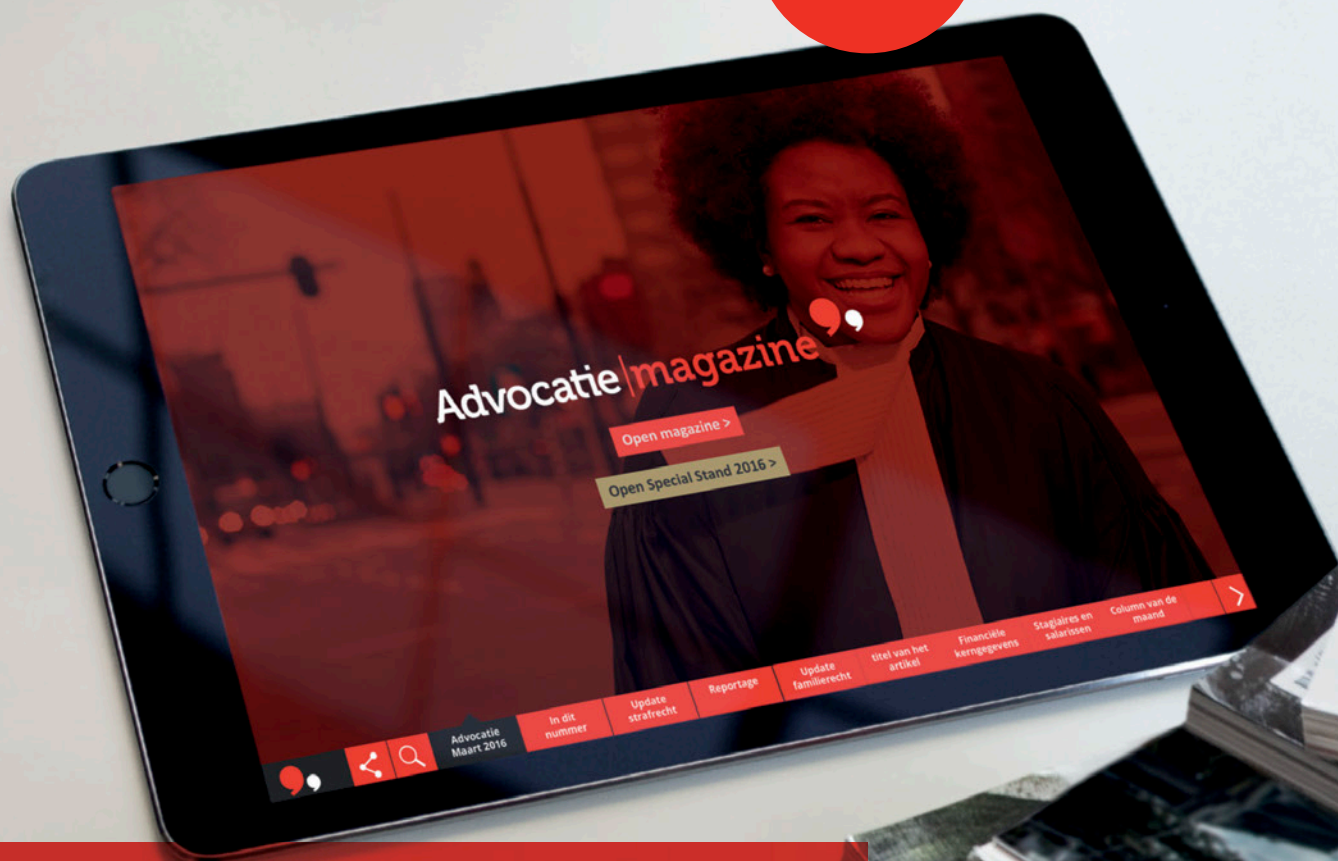 Advocatie|magazine
Open magazine >
Open Special Stand 2016 >
Advocatie
Maart 2016
In dit
nummer
Update
strafrecht
Reportage
Update
familierecht
titel van het
artikel
Financiële
kerngegevens
Stagiaires en
salarissen
Column van de
maand